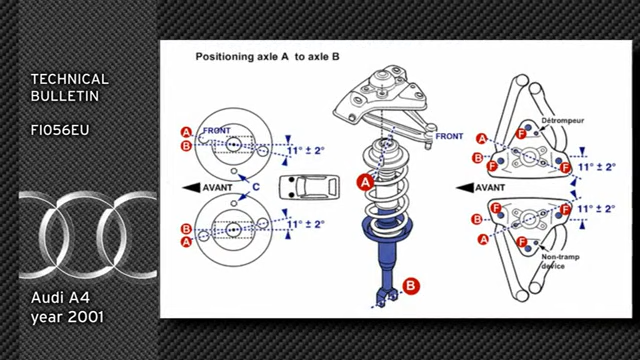 TECHNICAL
BULLETIN
FI056EU
Audi A4
year 2001
Positioning axle A to axle B
A
FRONT
B
11° ± 2°
AVANT
C
B
A
11° ± 2°
FRONT
A
B
Détrompeur
F
A
B
F
F
11° ± 2°
AVANT
F
F
11° ± 2°
B
A
F
Non-tramp
device